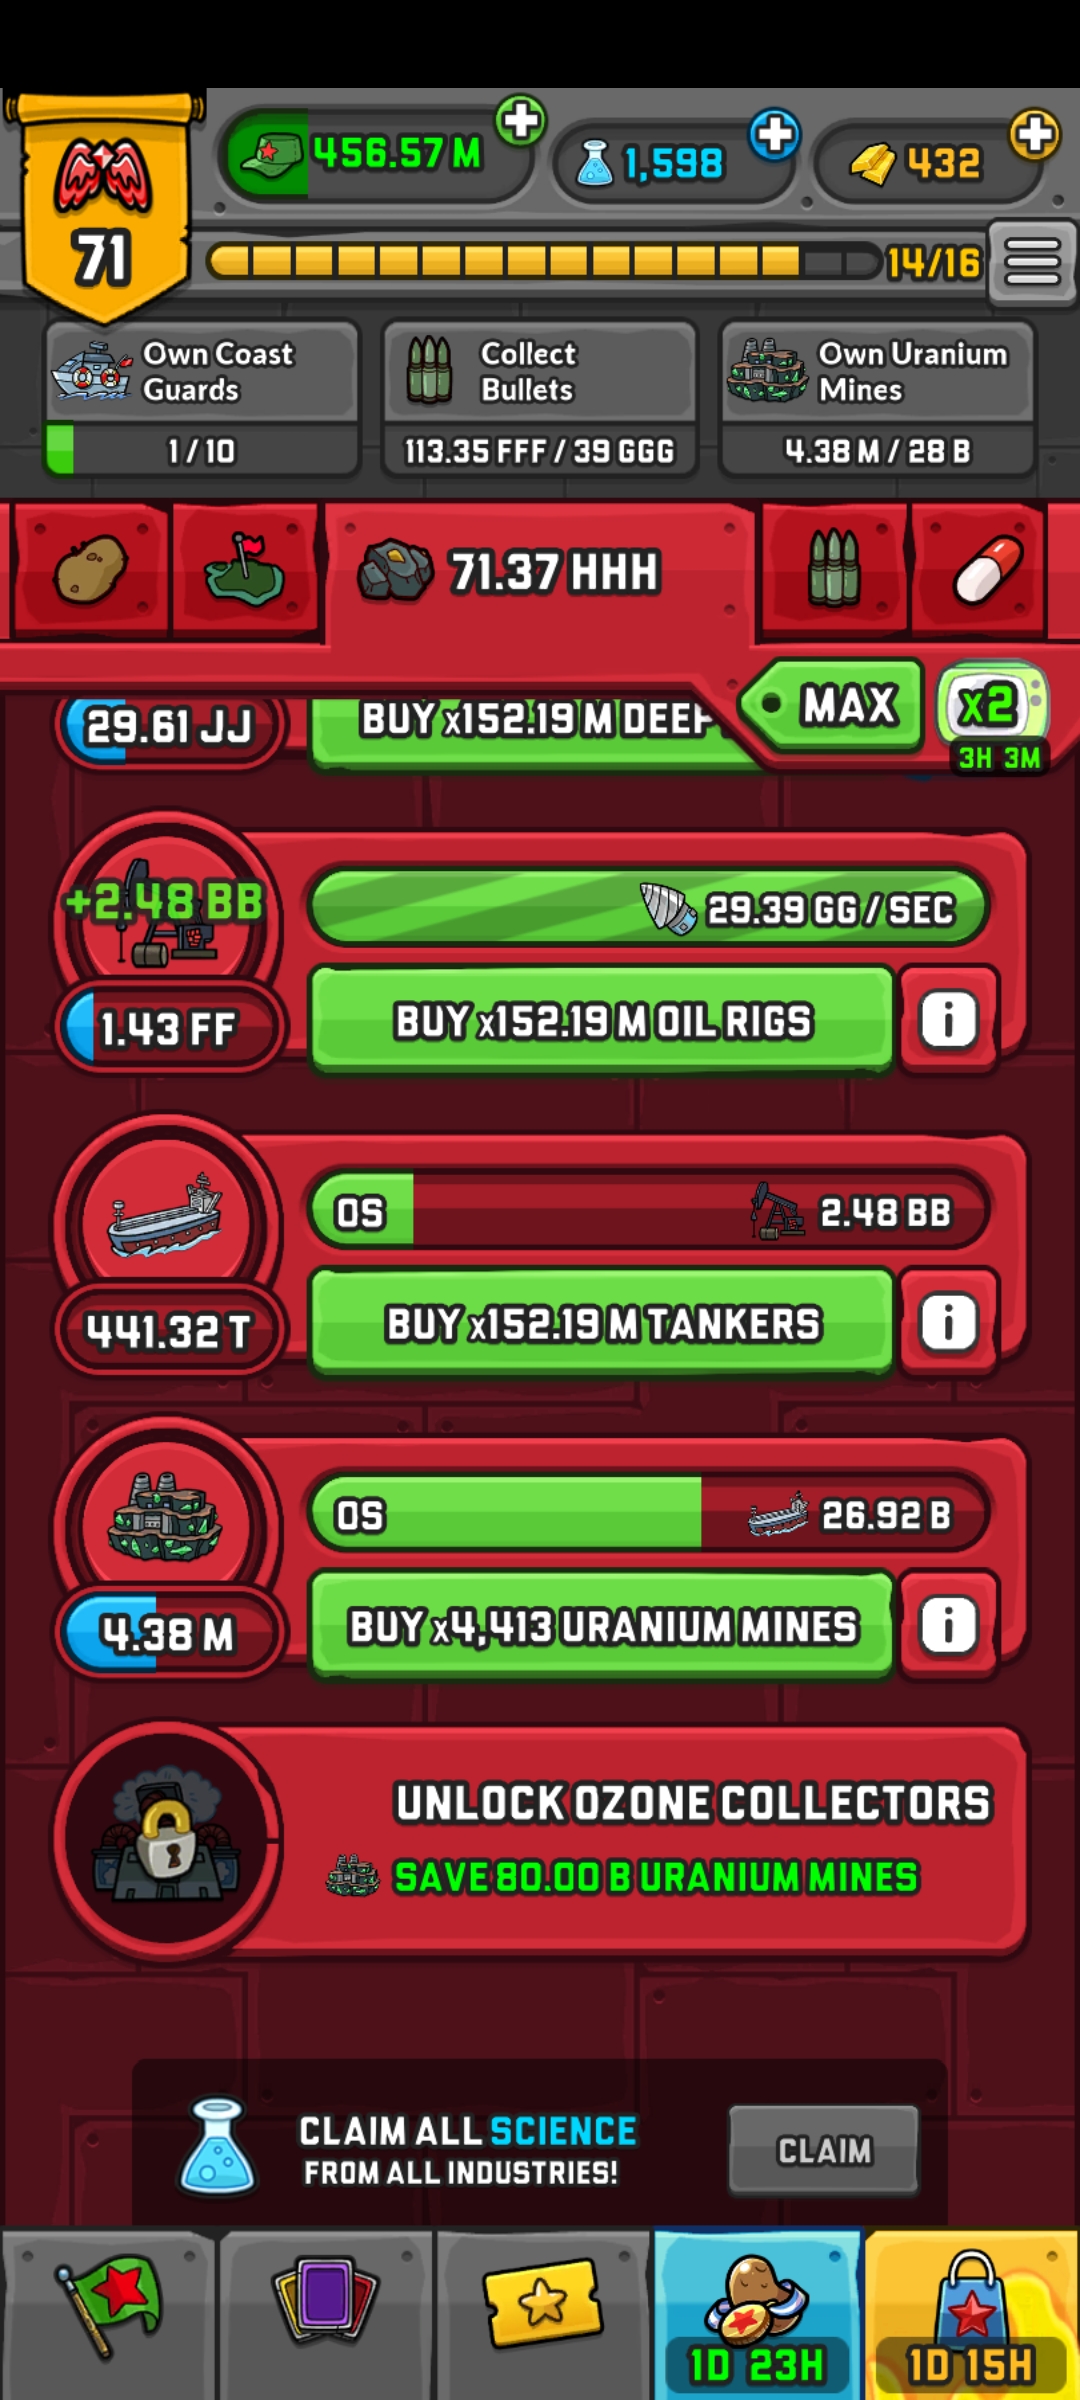 456.57 M
1,598
432
71
14/16
Own Coast
Guards
1 / 10
Collect
Bullets
113.35 FFF / 39 GGG
Own Uranium
Mines
4.38 M / 28 B
71.37 HHH
MAX
x2
3H 3M
29.61 JJ
BUY x152.19 M DEEP
+2.48 BB
29.39 GG / SEC
1.43 FF
BUY x152.19 M OIL RIGS
i
0S
2.48 BB
441.32 T
BUY x152.19 M TANKERS
i
0S
26.92 B
4.38 M
BUY x4,413 URANIUM MINES
i
UNLOCK OZONE COLLECTORS
SAVE 80.00 B URANIUM MINES
CLAIM ALL SCIENCE
FROM ALL INDUSTRIES!
CLAIM
1D 23H
1D 15H